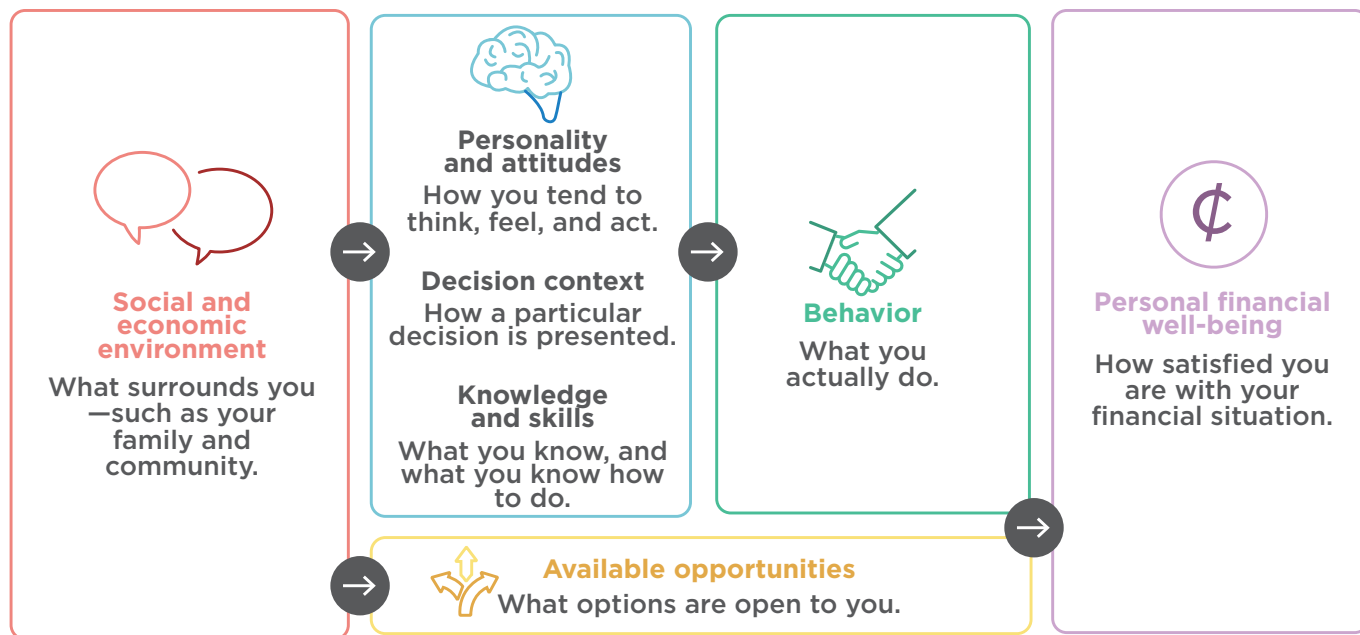 Social and
economic
environment
What surrounds you
—such as your
family and
community.
Personality
and attitudes
How you tend to
think, feel, and act.
Decision context
How a particular
decision is presented.
Knowledge
and skills
What you know, and
what you know how
to do.
Behavior
What you
actually do.
Available opportunities
What options are open to you.
₵
Personal financial
well-being
How satisfied you
are with your
financial situation.